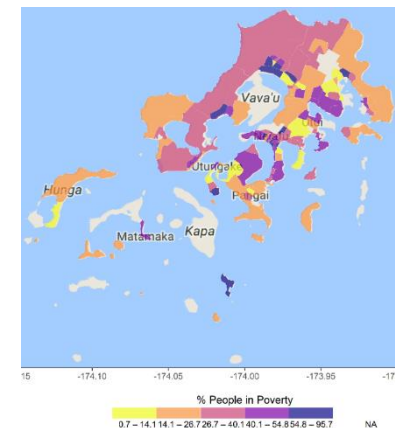 Vava'u
Utui
Neiafu
Utungake
Hunga
Pangai
Matamaka
Kapa
15 -174.10 -174.05 -174.00 -173.95 -17
% People in Poverty
0.7 – 14.1 14.1 – 26.7 26.7 – 40.1 40.1 – 54.8 54.8 – 95.7 NA